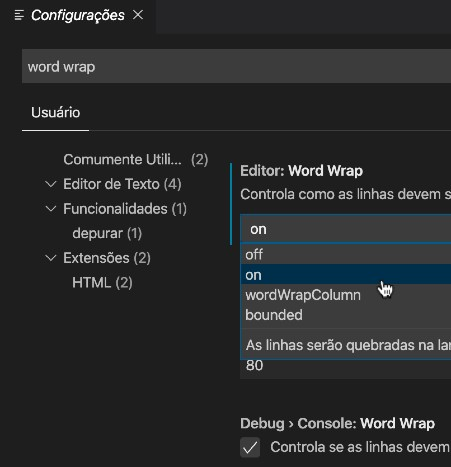 Configurações
word wrap
Usuário
Comumente Utili... (2)
Editor de Texto (4)
Funcionalidades (1)
depurar (1)
Extensões (2)
HTML (2)
Editor: Word Wrap
Controla como as linhas devem s
on
off
on
wordWrapColumn
bounded
As linhas serão quebradas na lar
80
Debug › Console: Word Wrap
Controla se as linhas devem